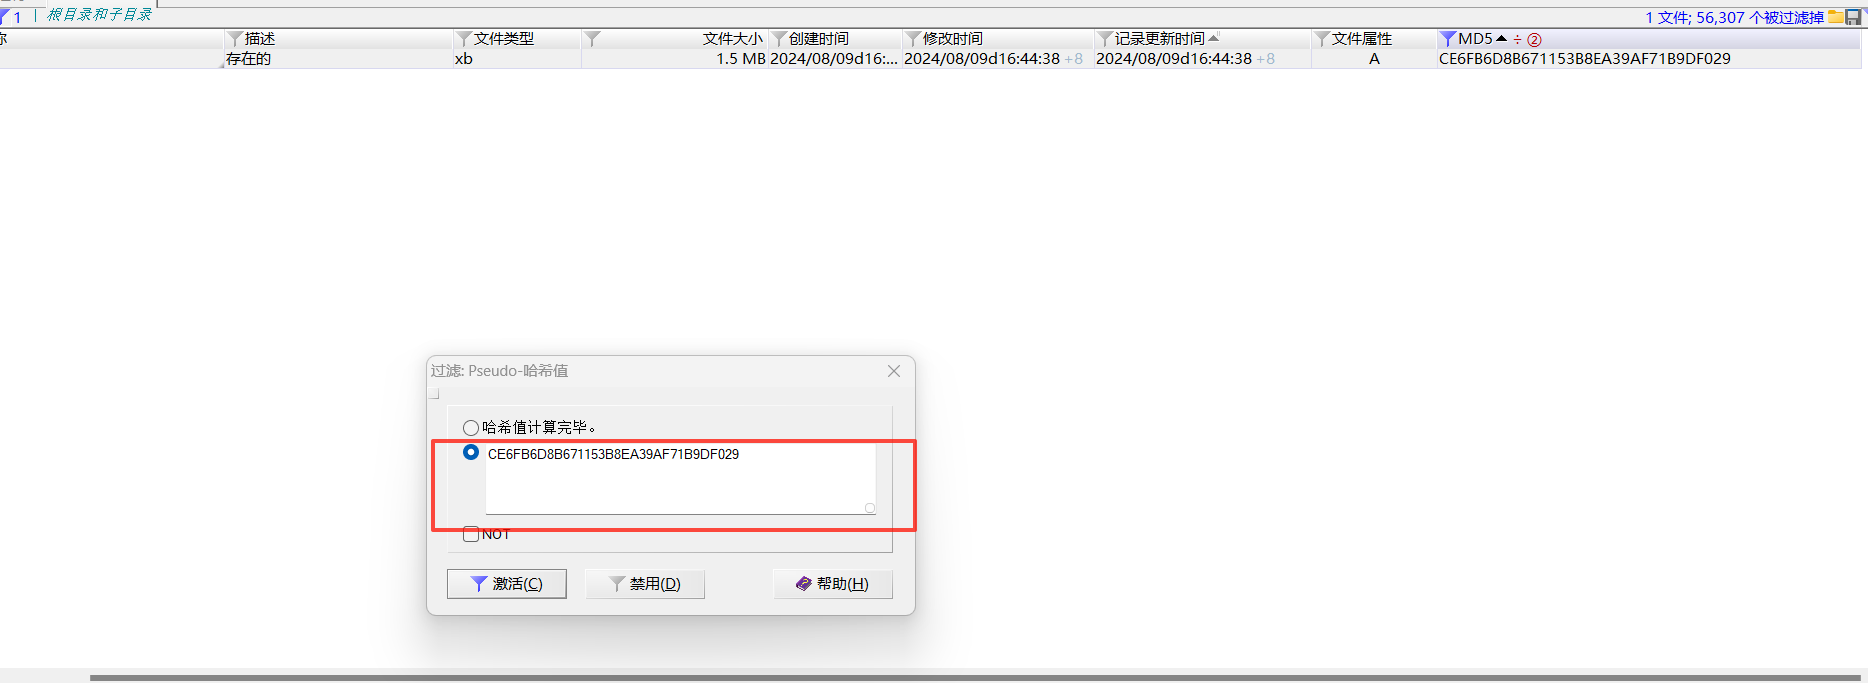 1 根目录和子目录 1 文件; 56,307 个被过滤掉
描述 文件类型 文件大小 创建时间 修改时间 记录更新时间 文件属性 MD5 ÷ ②
存在的 xb 1.5 MB 2024/08/09d16:... 2024/08/09d16:44:38 +8 2024/08/09d16:44:38 +8 A CE6FB6D8B671153B8EA39AF71B9DF029
过滤: Pseudo-哈希值
哈希值计算完毕。
CE6FB6D8B671153B8EA39AF71B9DF029
NOT
激活(C) 禁用(D) 帮助(H)